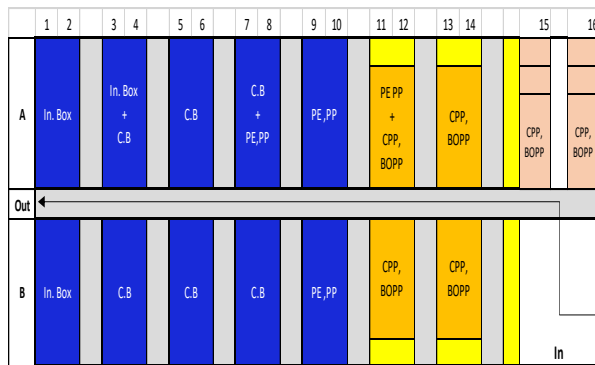 1 2 3 4 5 6 7 8 9 10 11 12 13 14 15 16
A
In. Box
In. Box
+
C.B
C.B
C.B
+
PE,PP
PE ,PP
PE PP
+
CPP,
BOPP
CPP,
BOPP
CPP,
BOPP
CPP,
BOPP
Out
B
In. Box
C.B
C.B
C.B
PE ,PP
CPP,
BOPP
CPP,
BOPP
In